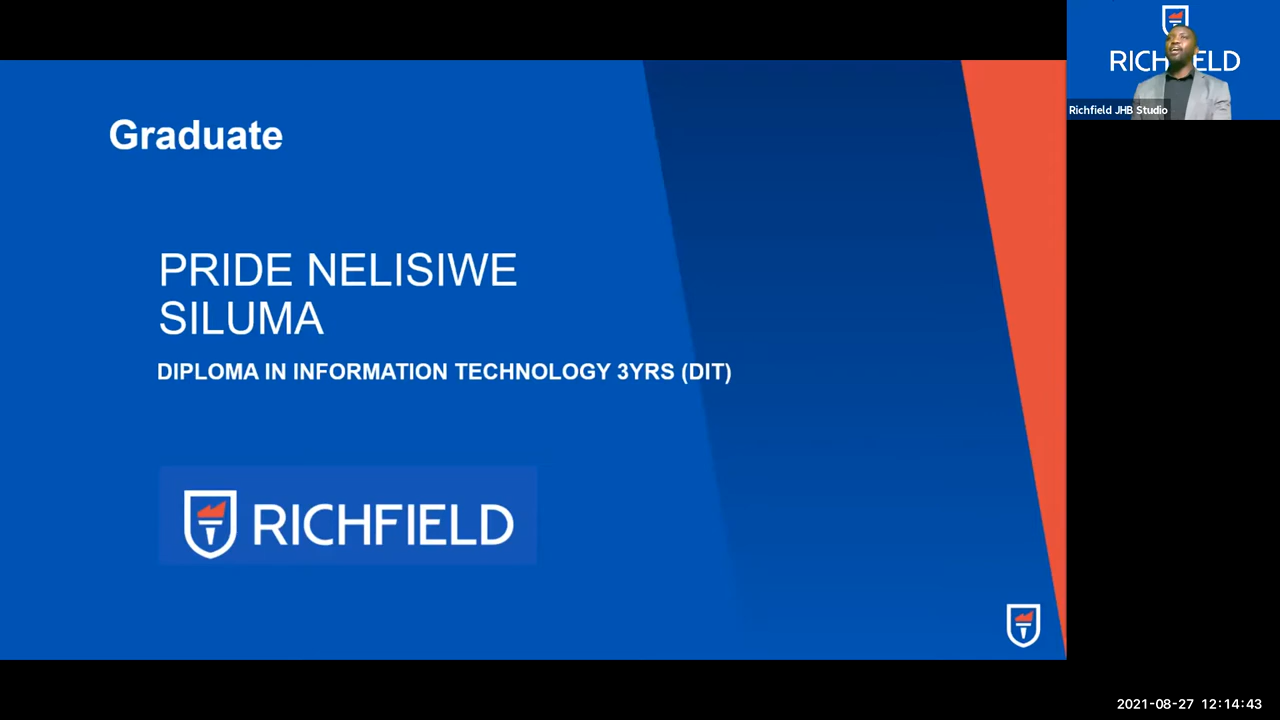 Graduate
PRIDE NELISIWE
SILUMA
DIPLOMA IN INFORMATION TECHNOLOGY 3YRS (DIT)
RICHFIELD
RICHFIELD
Richfield JHB Studio
2021-08-27 12:14:43